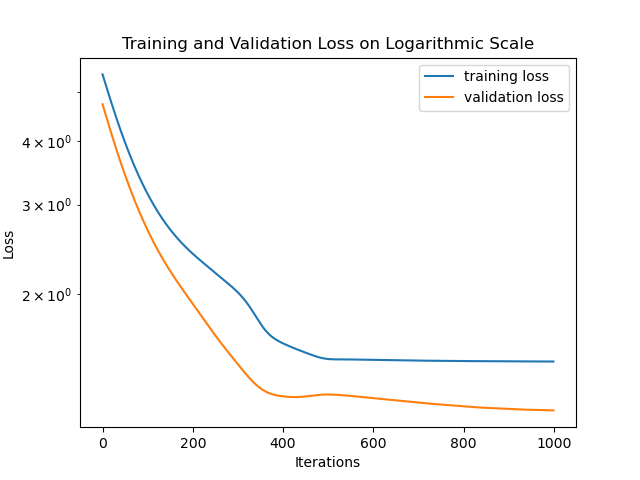 Training and Validation Loss on Logarithmic Scale
training loss
validation loss
4 × 10⁰
3 × 10⁰
2 × 10⁰
Loss
0 200 400 600 800 1000
Iterations